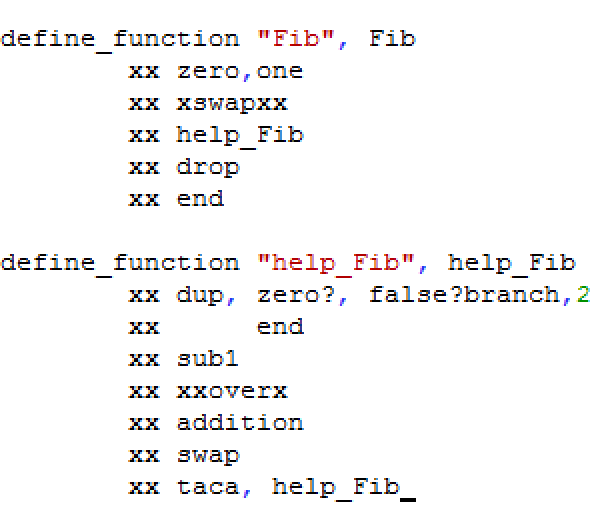 define_function "Fib", Fib
xx zero,one
xx xswapxx
xx help_Fib
xx drop
xx end
define_function "help_Fib", help_Fib
xx dup, zero?, false?branch,2
xx end
xx sub1
xx xxoverx
xx addition
xx swap
xx taca, help_Fib_